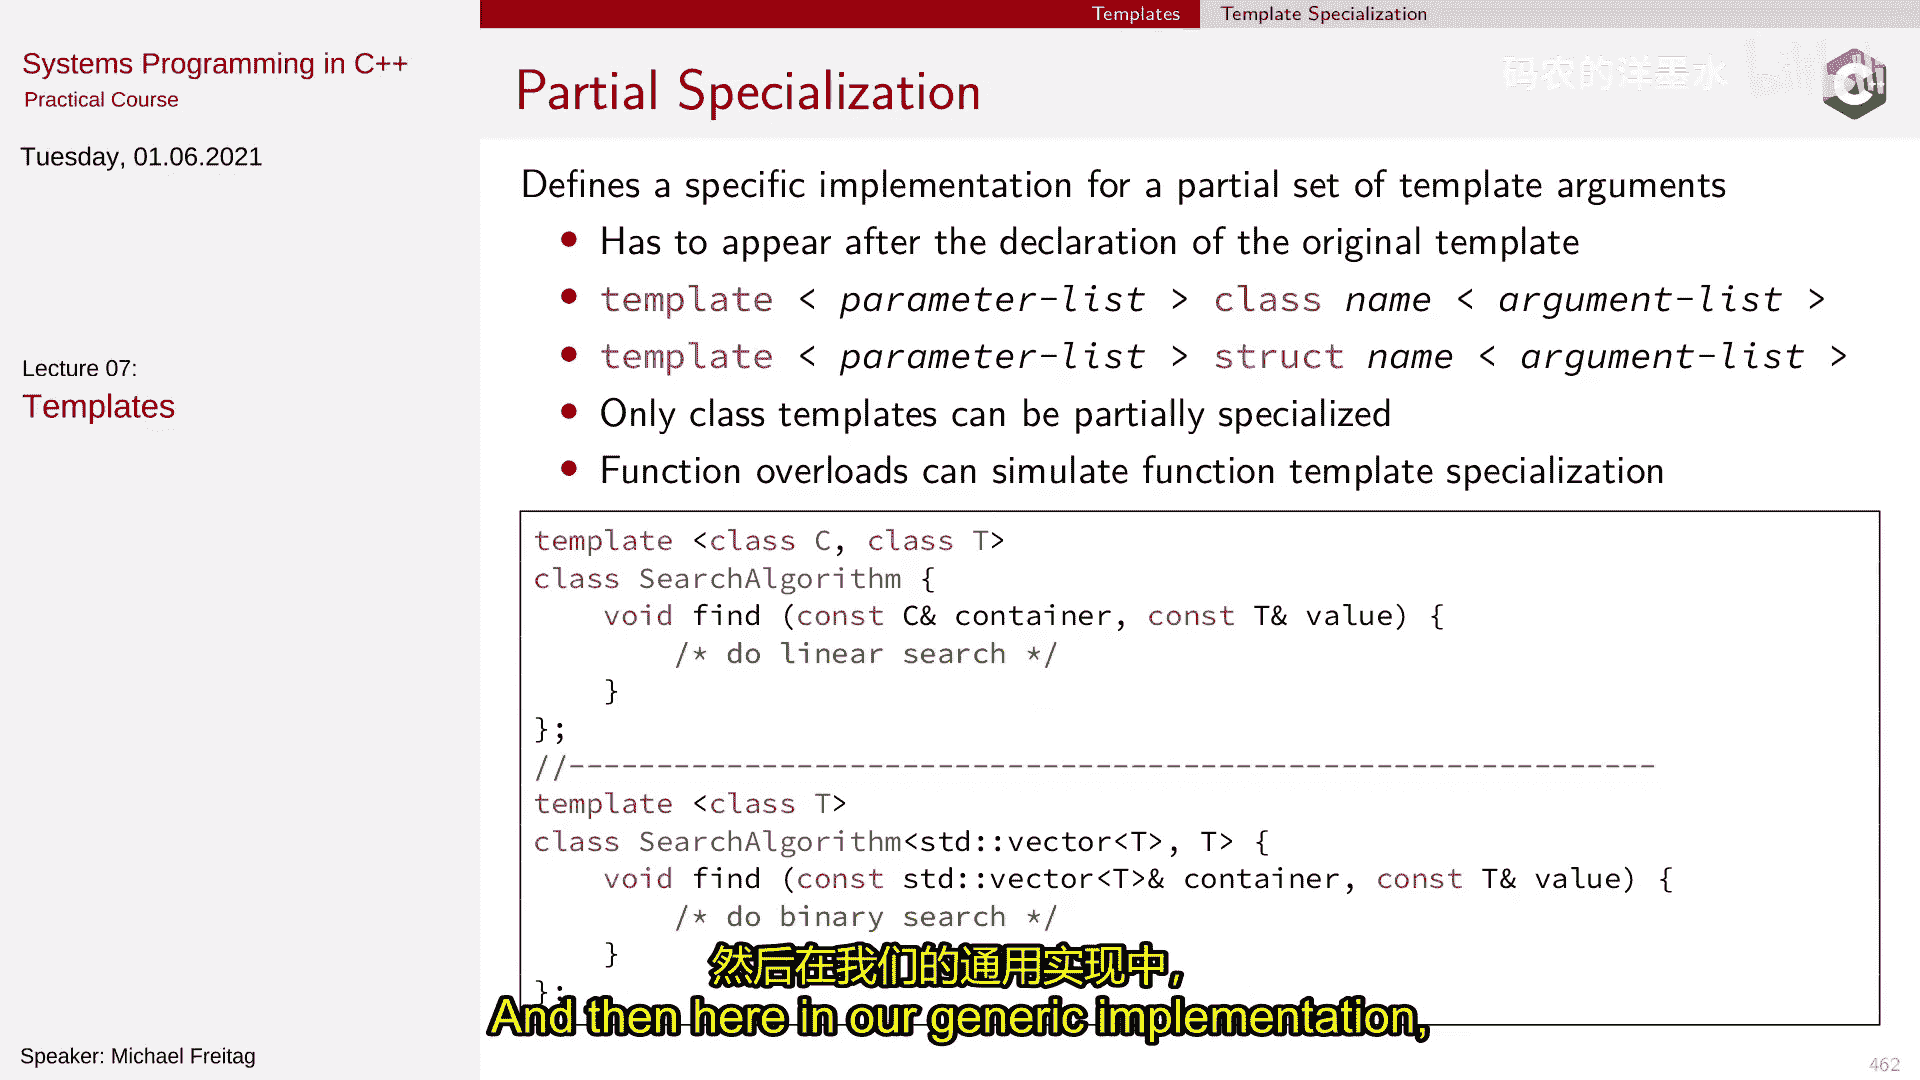 Templates Template Specialization
Systems Programming in C++
Practical Course
Tuesday, 01.06.2021
Lecture 07:
Templates
Speaker: Michael Freitag
码农的洋墨水
Partial Specialization
Defines a specific implementation for a partial set of template arguments
• Has to appear after the declaration of the original template
• template < parameter-list > class name < argument-list >
• template < parameter-list > struct name < argument-list >
• Only class templates can be partially specialized
• Function overloads can simulate function template specialization
template <class C, class T>
class SearchAlgorithm {
    void find (const C& container, const T& value) {
        /* do linear search */
    }
};
//--------------------------------------------------------------
template <class T>
class SearchAlgorithm<std::vector<T>, T> {
    void find (const std::vector<T>& container, const T& value) {
        /* do binary search */
    }
};
然后在我们的通用实现中,
And then here in our generic implementation,
462